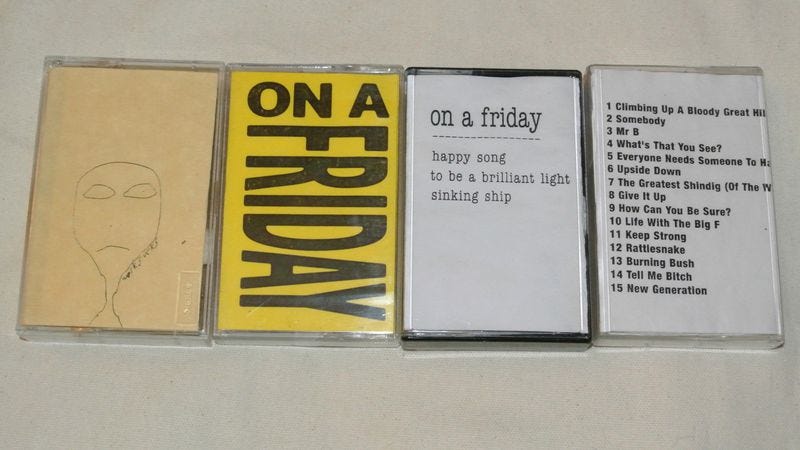 ON A
FRIDAY
on a friday
happy song
to be a brilliant light
sinking ship
1 Climbing Up A Bloody Great Hil
2 Somebody
3 Mr B
4 What's That You See?
5 Everyone Needs Someone To Ha
6 Upside Down
7 The Greatest Shindig (Of The W
8 Give It Up
9 How Can You Be Sure?
10 Life With The Big F
11 Keep Strong
12 Rattlesnake
13 Burning Bush
14 Tell Me Bitch
15 New Generation